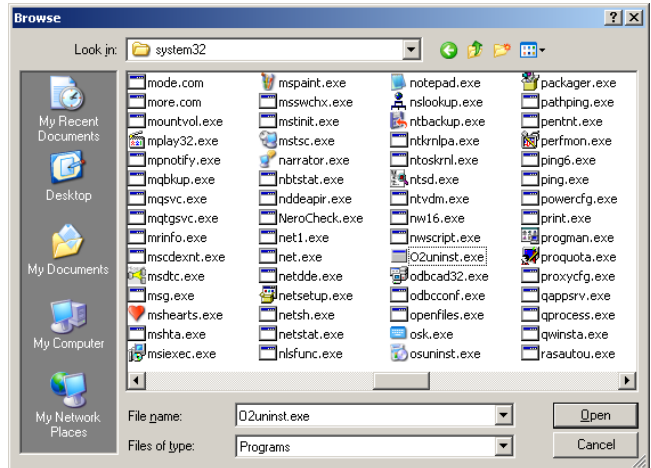 Browse
Look in: system32
My Recent
Documents
Desktop
My Documents
My Computer
My Network
Places
mode.com
more.com
mountvol.exe
mplay32.exe
mpnotify.exe
mqbkup.exe
mqsvc.exe
mqtgsvc.exe
mrinfo.exe
mscdexnt.exe
msdtc.exe
msg.exe
mshearts.exe
mshta.exe
msiexec.exe
mspaint.exe
msswchx.exe
mstinit.exe
mstsc.exe
narrator.exe
nbtstat.exe
nddeapir.exe
NeroCheck.exe
net1.exe
net.exe
netdde.exe
netsetup.exe
netsh.exe
netstat.exe
nlsfunc.exe
notepad.exe
nslookup.exe
ntbackup.exe
ntkrnlpa.exe
ntoskrnl.exe
ntsd.exe
ntvdm.exe
nw16.exe
nwscript.exe
O2uninst.exe
odbcad32.exe
odbcconf.exe
openfiles.exe
osk.exe
osuninst.exe
packager.exe
pathping.exe
pentnt.exe
perfmon.exe
ping6.exe
ping.exe
powercfg.exe
print.exe
progman.exe
proquota.exe
proxycfg.exe
qappsrv.exe
qprocess.exe
qwinsta.exe
rasautou.exe
File name: O2uninst.exe Open
Files of type: Programs Cancel